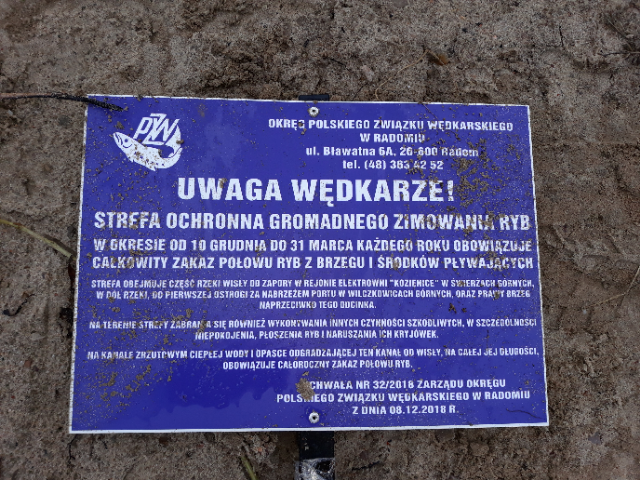 PZW
OKRĘG POLSKIEGO ZWIĄZKU WĘDKARSKIEGO
W RADOMIU
ul. Bławatna 6A, 26-600 Radom
tel. (48) 383 42 52
UWAGA WĘDKARZE!
STREFA OCHRONNA GROMADNEGO ZIMOWANIA RYB
W OKRESIE OD 10 GRUDNIA DO 31 MARCA KAŻDEGO ROKU OBOWIĄZUJE
CAŁKOWITY ZAKAZ POŁOWU RYB Z BRZEGU I ŚRODKÓW PŁYWAJĄCYCH
STREFA OBEJMUJE CZĘŚĆ RZEKI WISŁY OD ZAPORY W REJONIE ELEKTROWNI "KOZIENICE" W ŚWIERŻACH GÓRNYCH,
W DÓŁ RZEKI, DO PIERWSZEJ OSTROGI ZA NABRZEŻEM PORTU W WILCZKOWICACH GÓRNYCH, ORAZ PRAWY BRZEG
NAPRZECIWKO TEGO ODCINKA.
NA TERENIE STREFY ZABRANIA SIĘ RÓWNIEŻ WYKONYWANIA INNYCH CZYNNOŚCI SZKODLIWYCH, W SZCZEGÓLNOŚCI
NIEPOKOJENIA, PŁOSZENIA RYB I NARUSZANIA ICH KRYJÓWEK.
NA KANALE ZRZUTOWYM CIEPŁEJ WODY I OPASCE ODGRADZAJĄCEJ TEN KANAŁ OD WISŁY, NA CAŁEJ JEJ DŁUGOŚCI,
OBOWIĄZUJE CAŁOROCZNY ZAKAZ POŁOWU RYB.
UCHWAŁA NR 32/2018 ZARZĄDU OKRĘGU
POLSKIEGO ZWIĄZKU WĘDKARSKIEGO W RADOMIU
Z DNIA 08.12.2018 R.